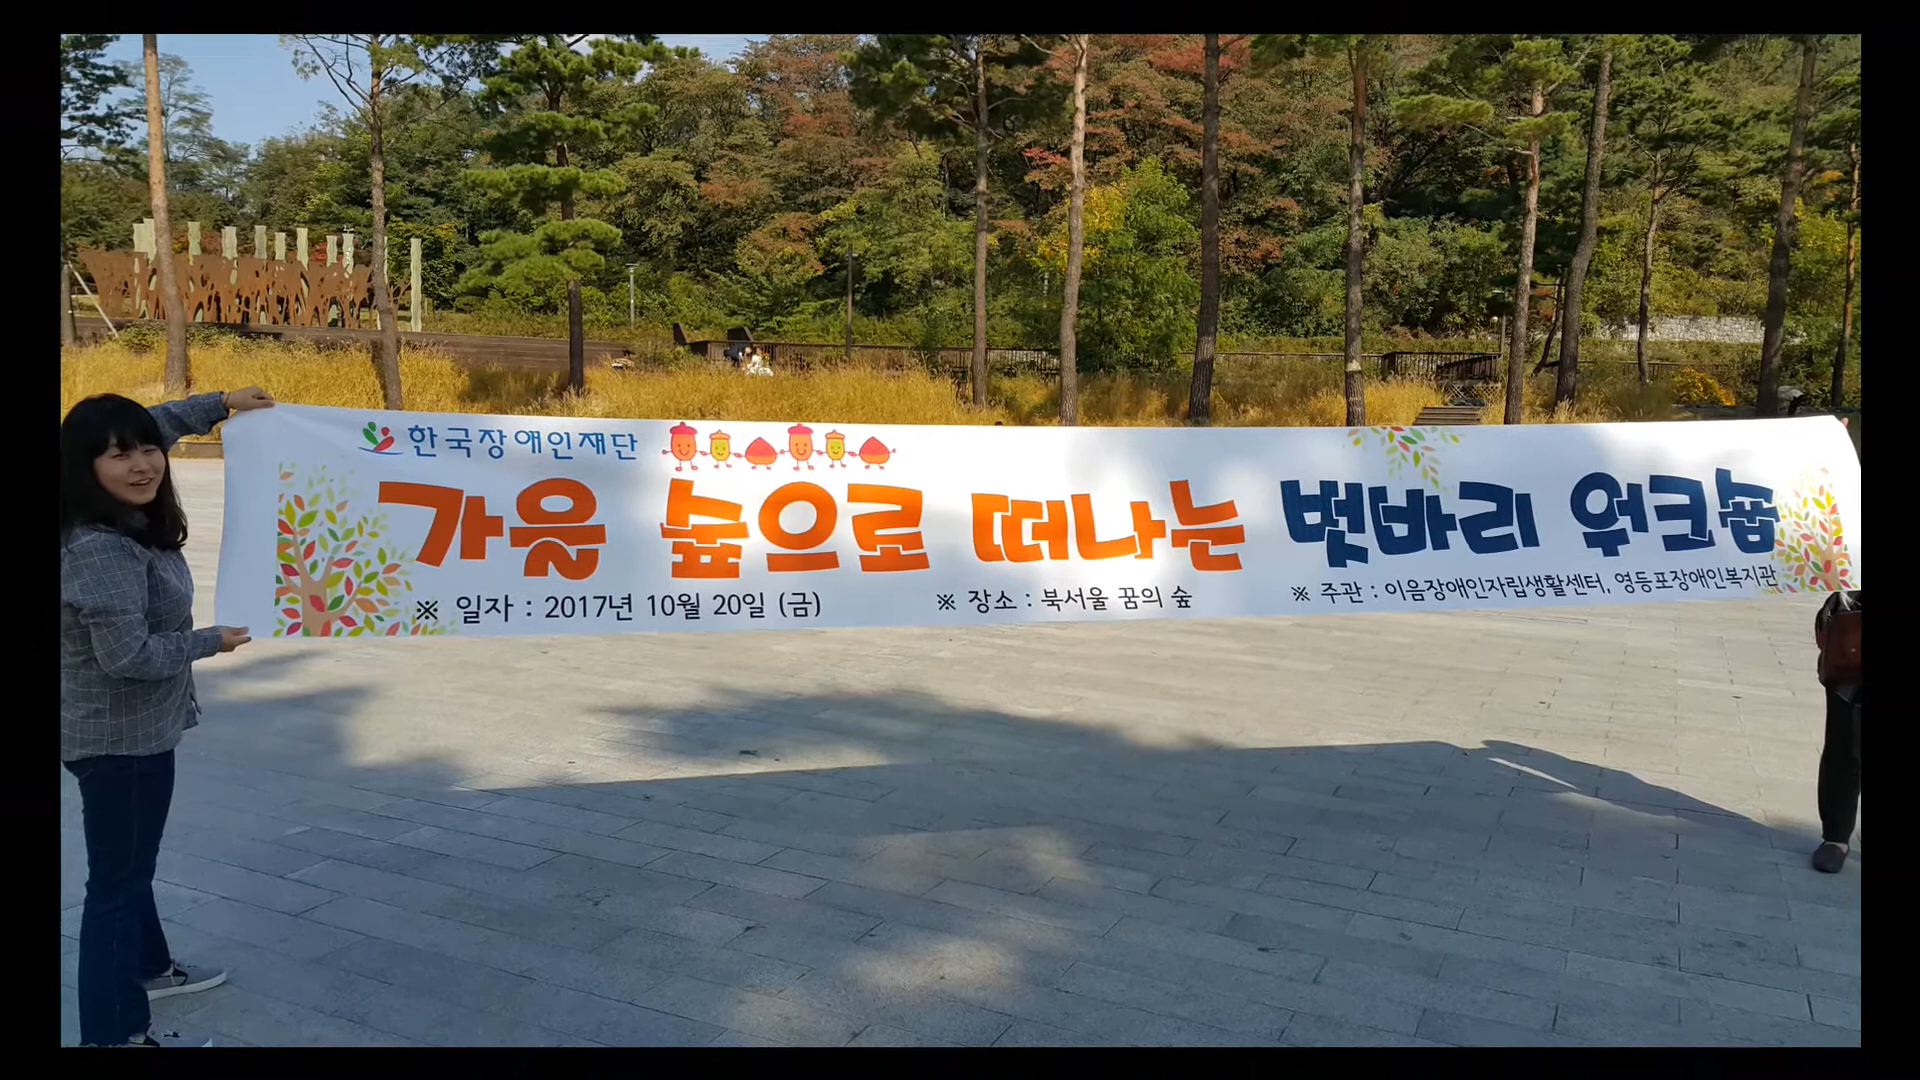 한국장애인재단
가을 숲으로 떠나는 벗바리 워크숍
※ 일자 : 2017년 10월 20일 (금) ※ 장소 : 북서울 꿈의 숲 ※ 주관 : 이음장애인자립생활센터, 영등포장애인복지관